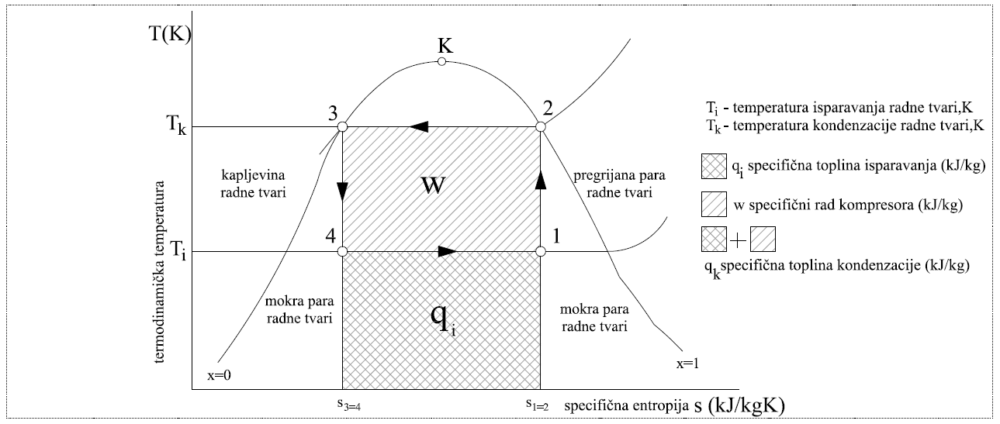 T(K)
K
3
2
T_k
kapljevina
radne tvari
w
pregrijana para
radne tvari
4
1
T_i
termodinamička temperatura
mokra para
radne tvari
q_i
mokra para
radne tvari
x=0
x=1
s_3=4
s_1=2
specifična entropija s (kJ/kgK)
T_i - temperatura isparavanja radne tvari,K
T_k - temperatura kondenzacije radne tvari,K
q_i specifična toplina isparavanja (kJ/kg)
w specifični rad kompresora (kJ/kg)
+
q_k specifična toplina kondenzacije (kJ/kg)